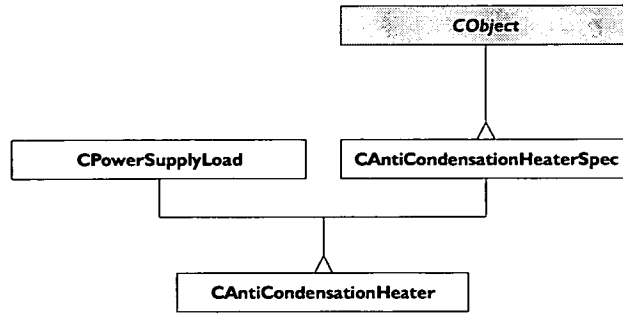 CObject
CPowerSupplyLoad
CAntiCondensationHeaterSpec
CAntiCondensationHeater